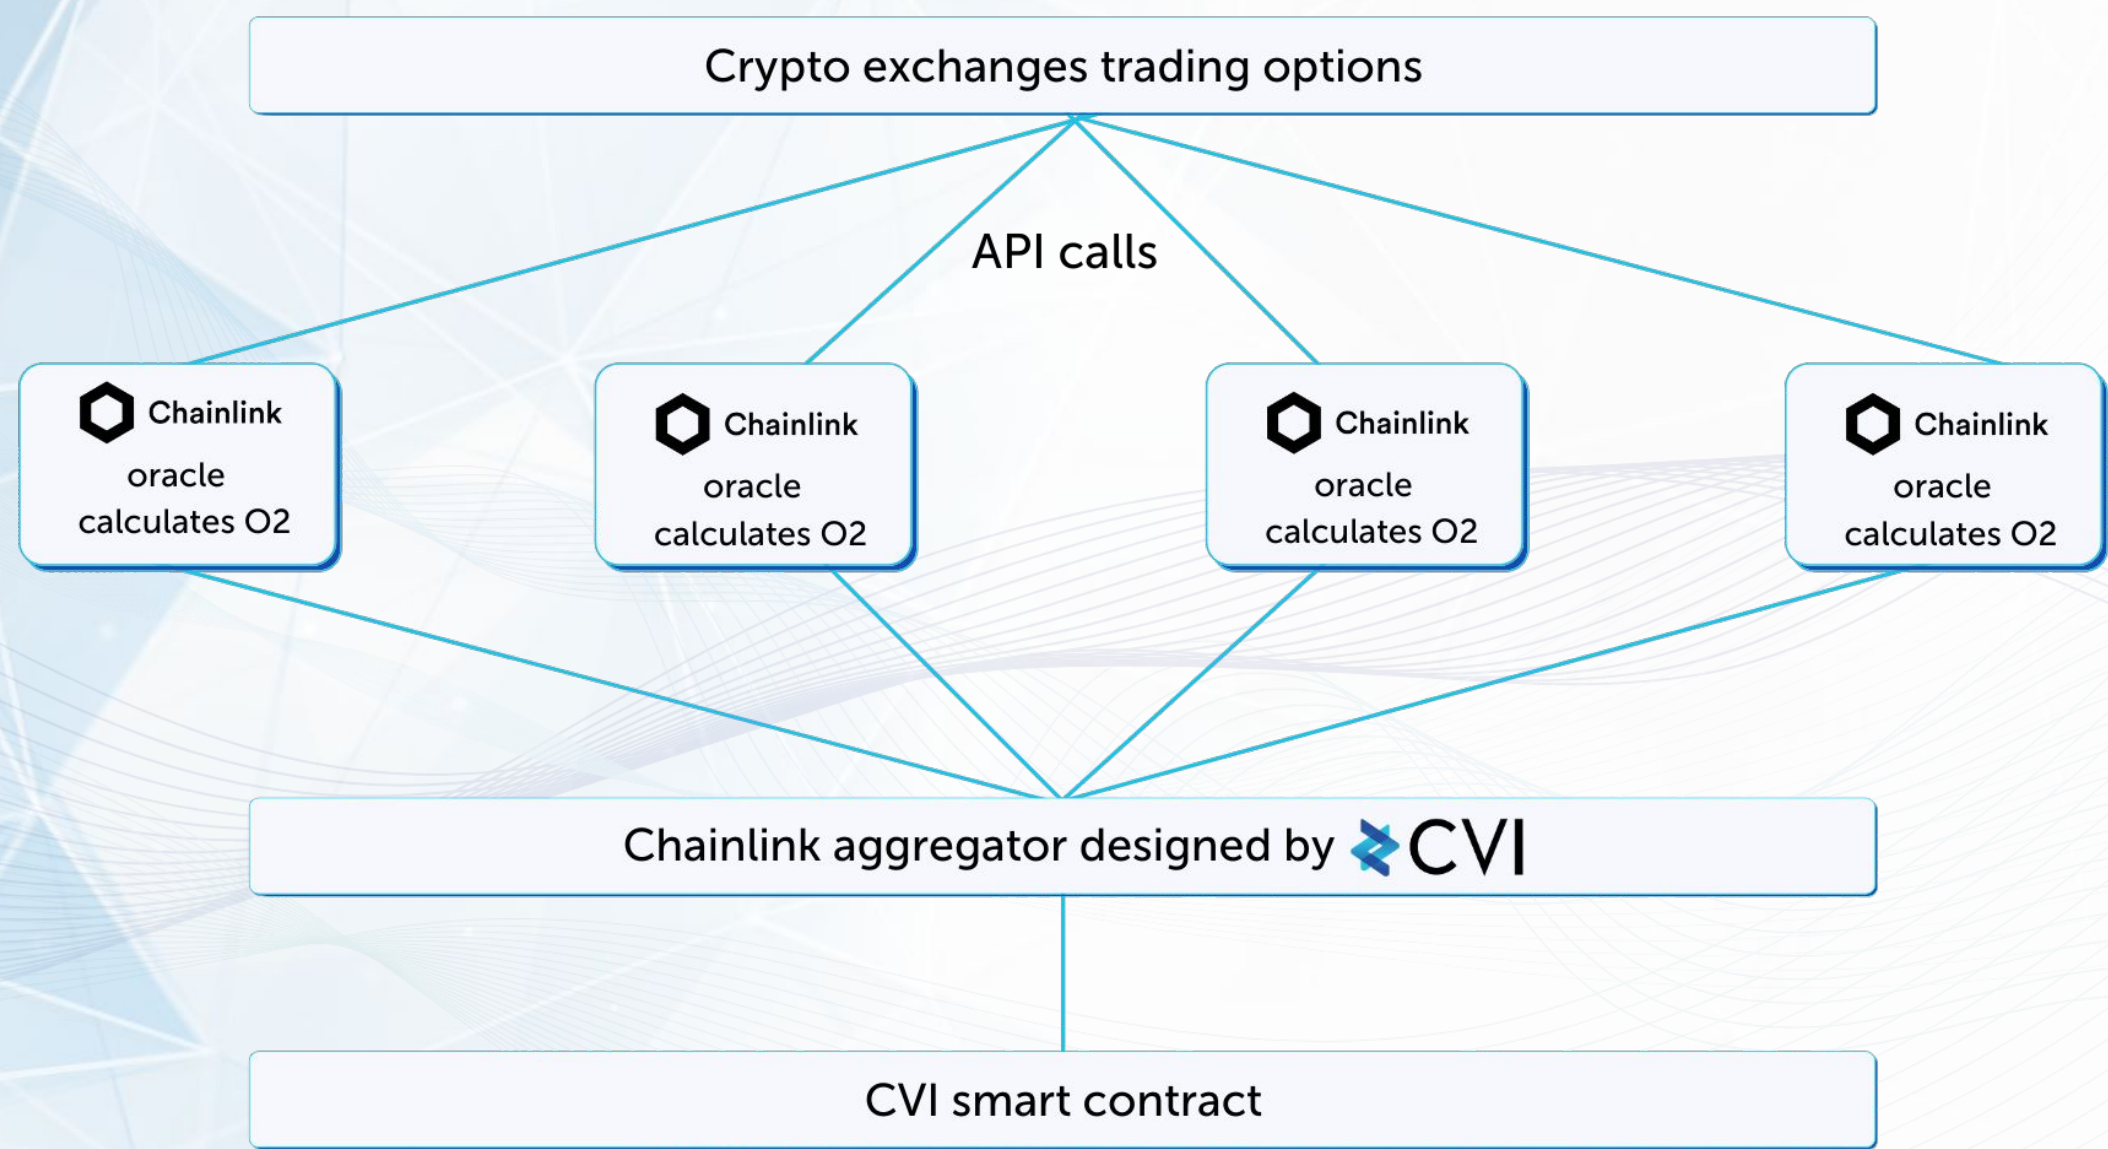 Crypto exchanges trading options
API calls
Chainlink
oracle
calculates O2
Chainlink
oracle
calculates O2
Chainlink
oracle
calculates O2
Chainlink
oracle
calculates O2
Chainlink aggregator designed by CVI
CVI smart contract